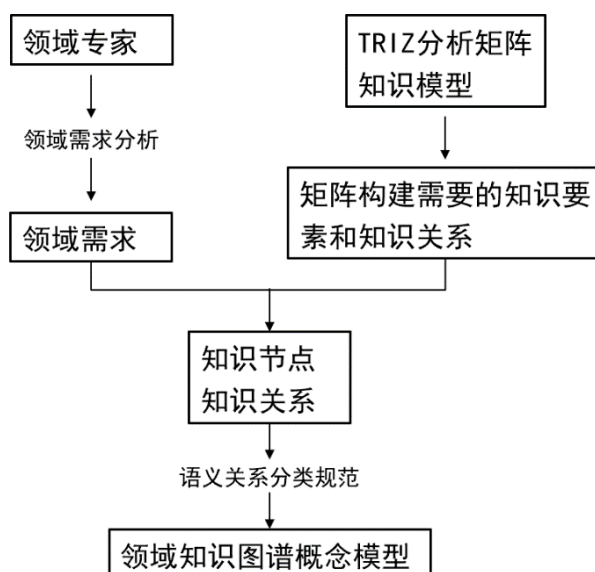 领域专家
TRIZ分析矩阵
知识模型
领域需求分析
矩阵构建需要的知识要
素和知识关系
领域需求
知识节点
知识关系
语义关系分类规范
领域知识图谱概念模型